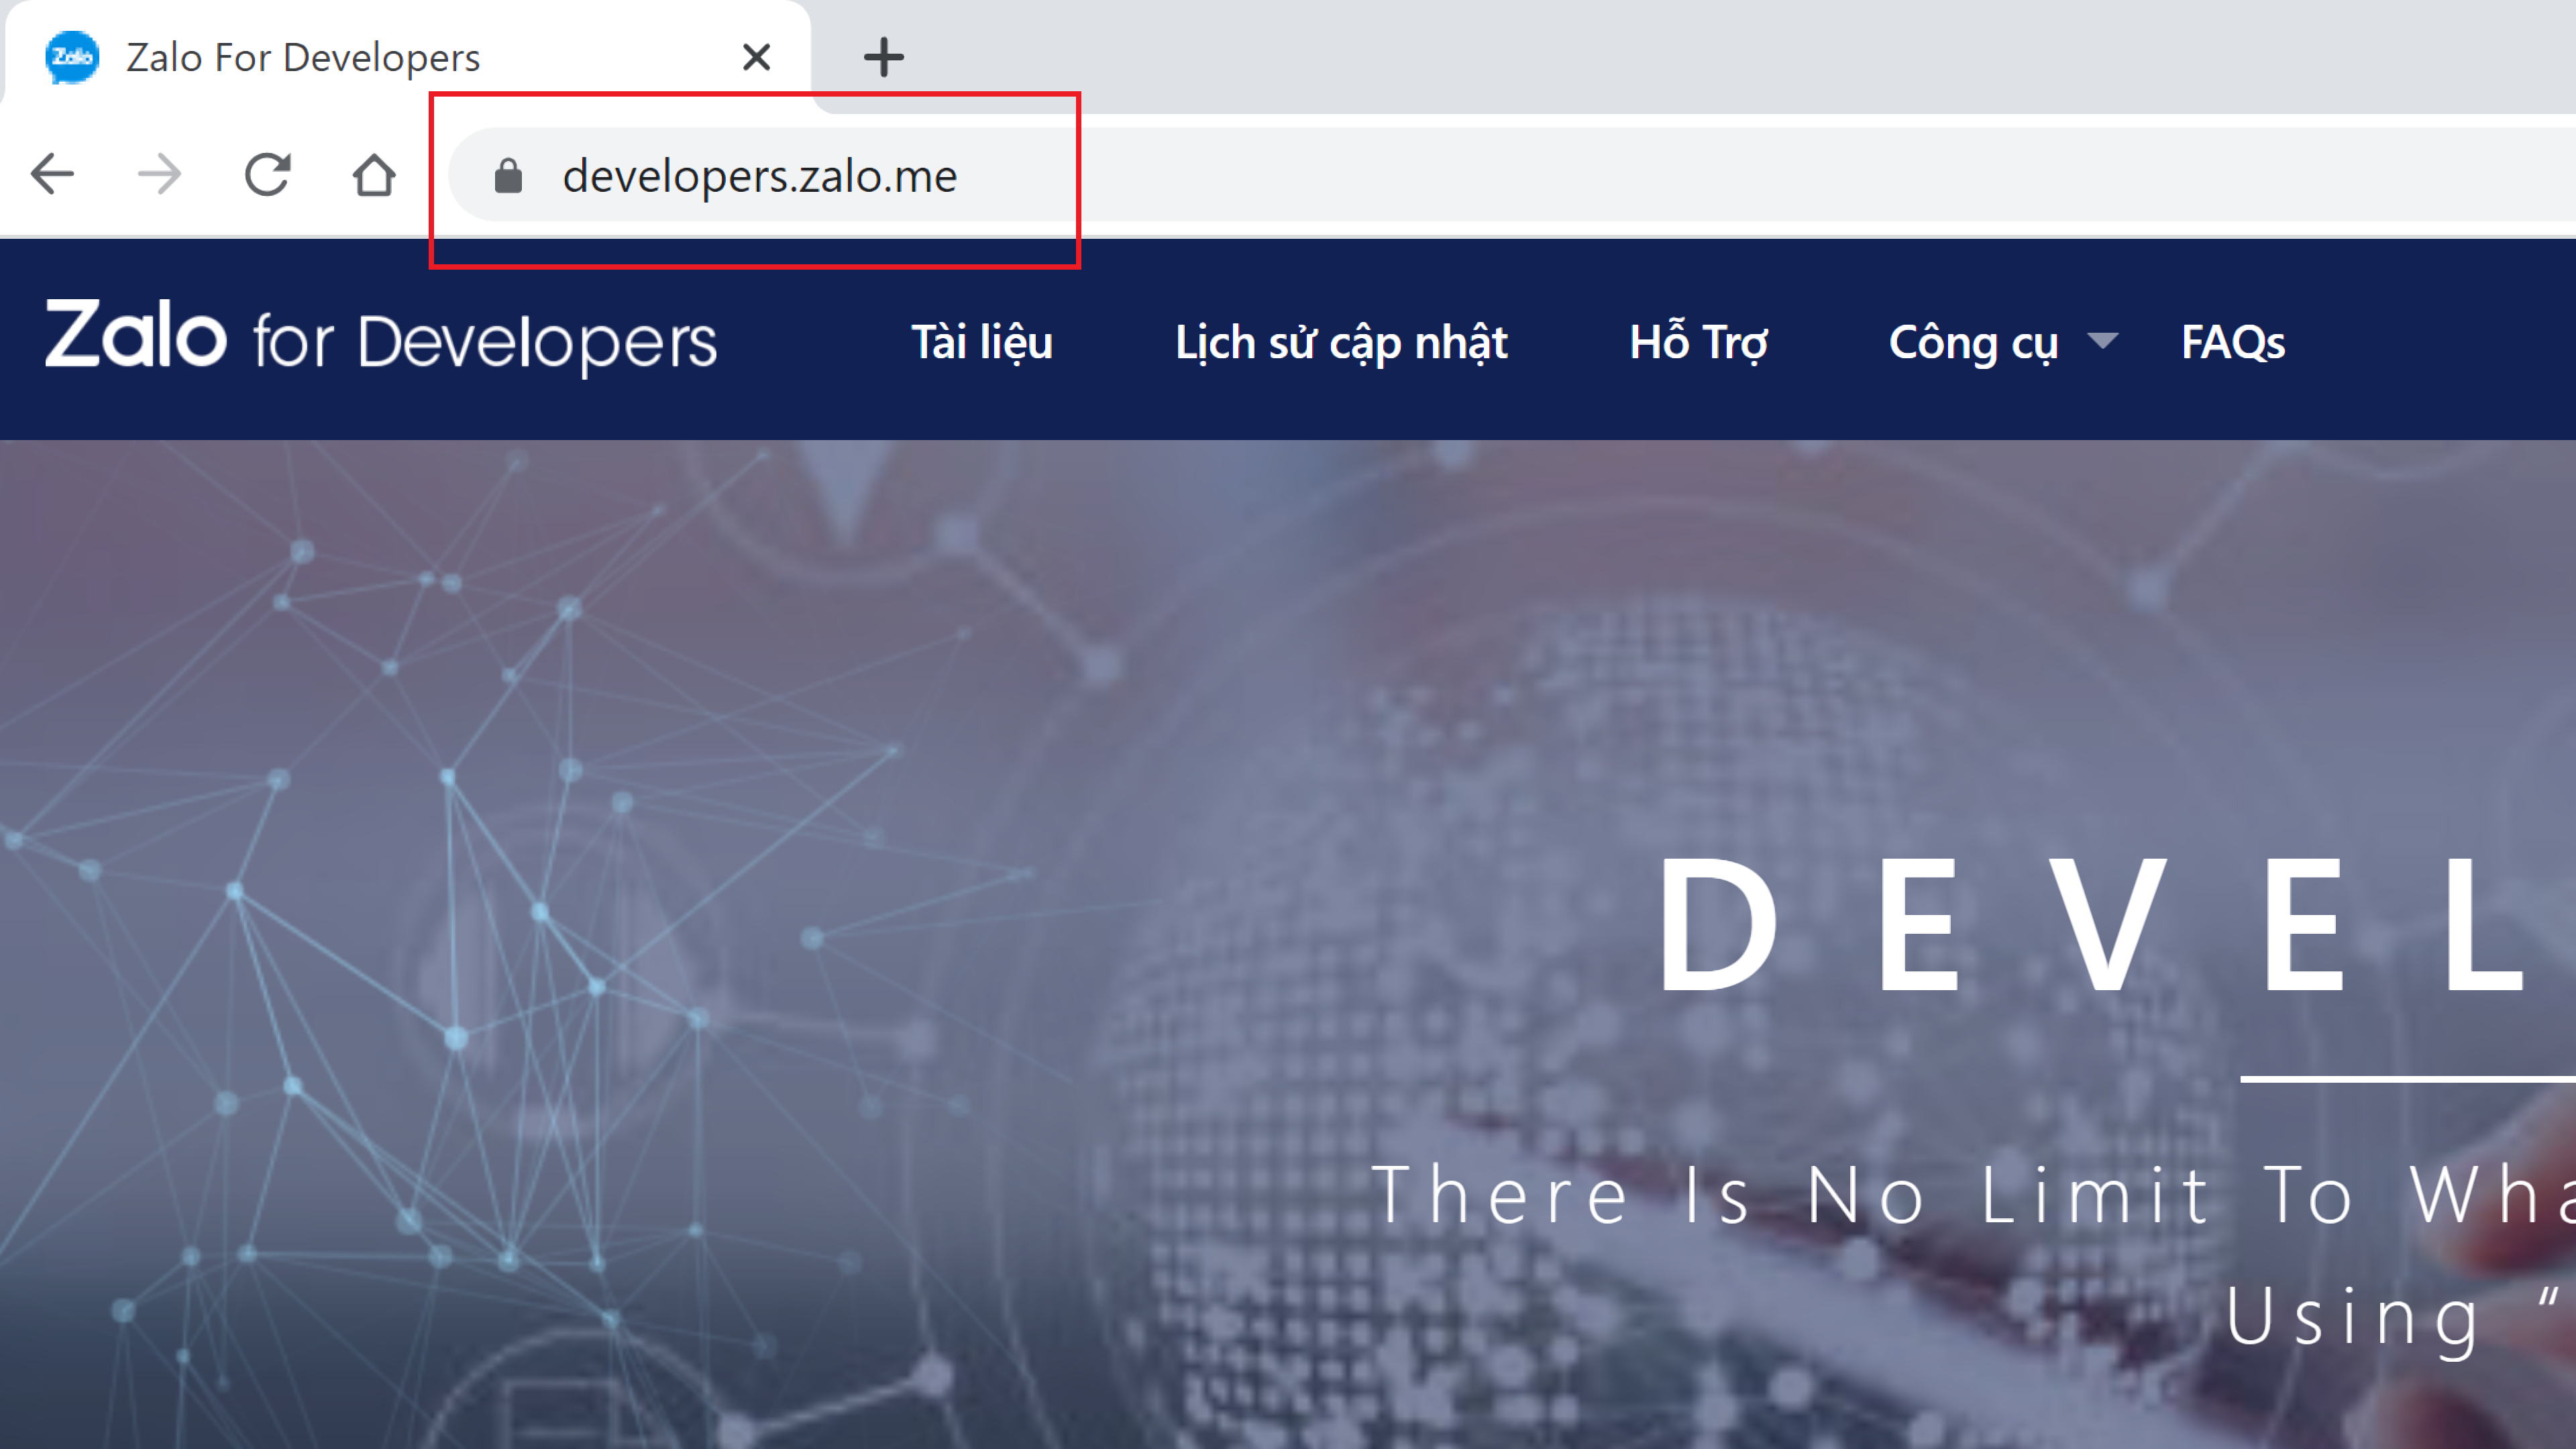 Zalo
Zalo For Developers
developers.zalo.me
Zalo for Developers
Tài liệu
Lịch sử cập nhật
Hỗ Trợ
Công cụ
FAQs
DEVEL
There Is No Limit To Wha
Using “